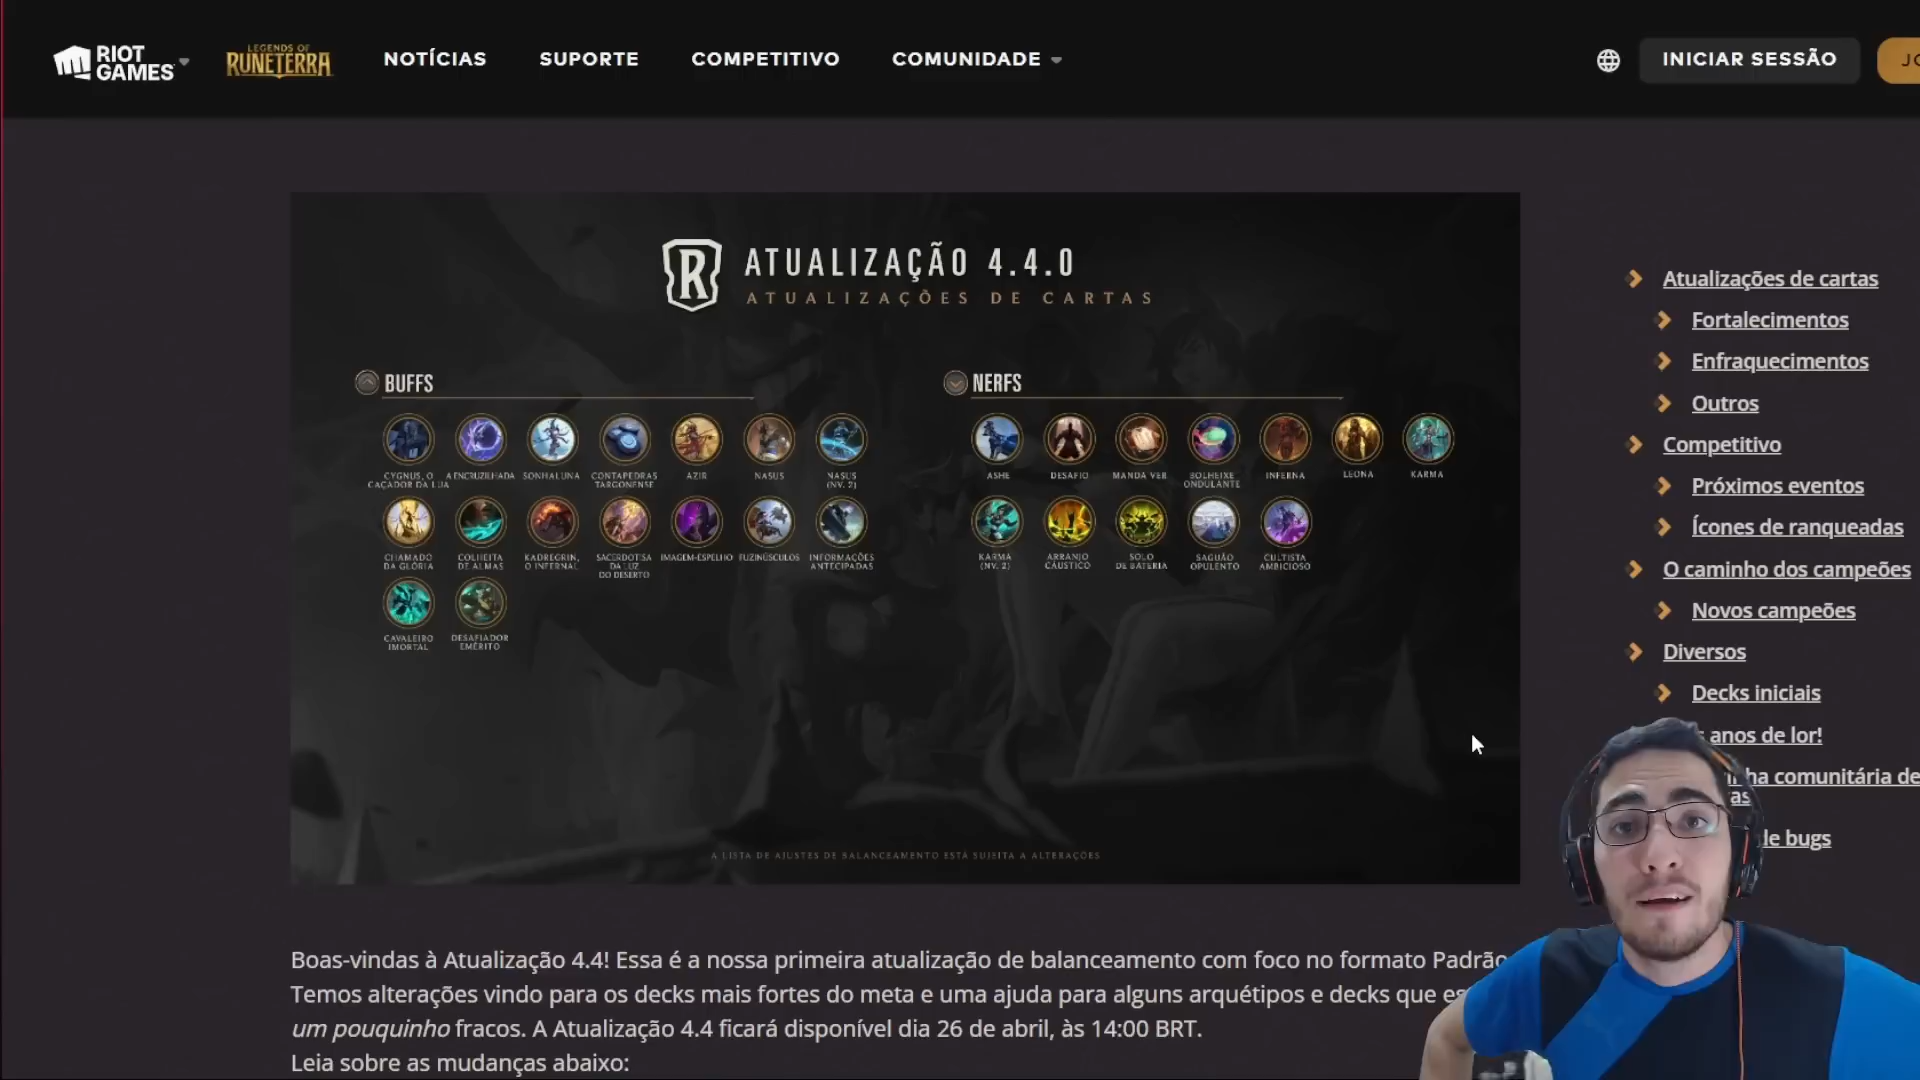 RIOT GAMES
LEGENDS OF RUNETERRA
NOTÍCIAS
SUPORTE
COMPETITIVO
COMUNIDADE
INICIAR SESSÃO
ATUALIZAÇÃO 4.4.0
ATUALIZAÇÕES DE CARTAS
BUFFS
CYGNUS, O CAÇADOR DA LUA
A ENCRUZILHADA
SONHALUNA
CONTAPEDRAS TARGONENSE
AZIR
NASUS
NASUS (NV. 2)
CHAMADO DA GLÓRIA
COLHEITA DE ALMAS
KADREGRIN, O INFERNAL
SACERDOTISA DA LUZ DO DESERTO
IMAGEM-ESPELHO
FUZINÚSCULOS
INFORMAÇÕES ANTECIPADAS
CAVALEIRO IMORTAL
DESAFIADOR EMÉRITO
NERFS
ASHE
DESAFIO
MANDA VER
BOLHEIXE ONDULANTE
INFERNA
LEONA
KARMA
KARMA (NV. 2)
ARRANJO CÁUSTICO
SOLO DE BATERIA
SAGUÃO OPULENTO
CULTISTA AMBICIOSO
A LISTA DE AJUSTES DE BALANCEAMENTO ESTÁ SUJEITA A ALTERAÇÕES
Atualizações de cartas
Fortalecimentos
Enfraquecimentos
Outros
Competitivo
Próximos eventos
Ícones de ranqueadas
O caminho dos campeões
Novos campeões
Diversos
Decks iniciais
anos de lor!
comunitária de
bugs
Boas-vindas à Atualização 4.4! Essa é a nossa primeira atualização de balanceamento com foco no formato Padrão
Temos alterações vindo para os decks mais fortes do meta e uma ajuda para alguns arquétipos e decks que
um pouquinho fracos. A Atualização 4.4 ficará disponível dia 26 de abril, às 14:00 BRT.
Leia sobre as mudanças abaixo: